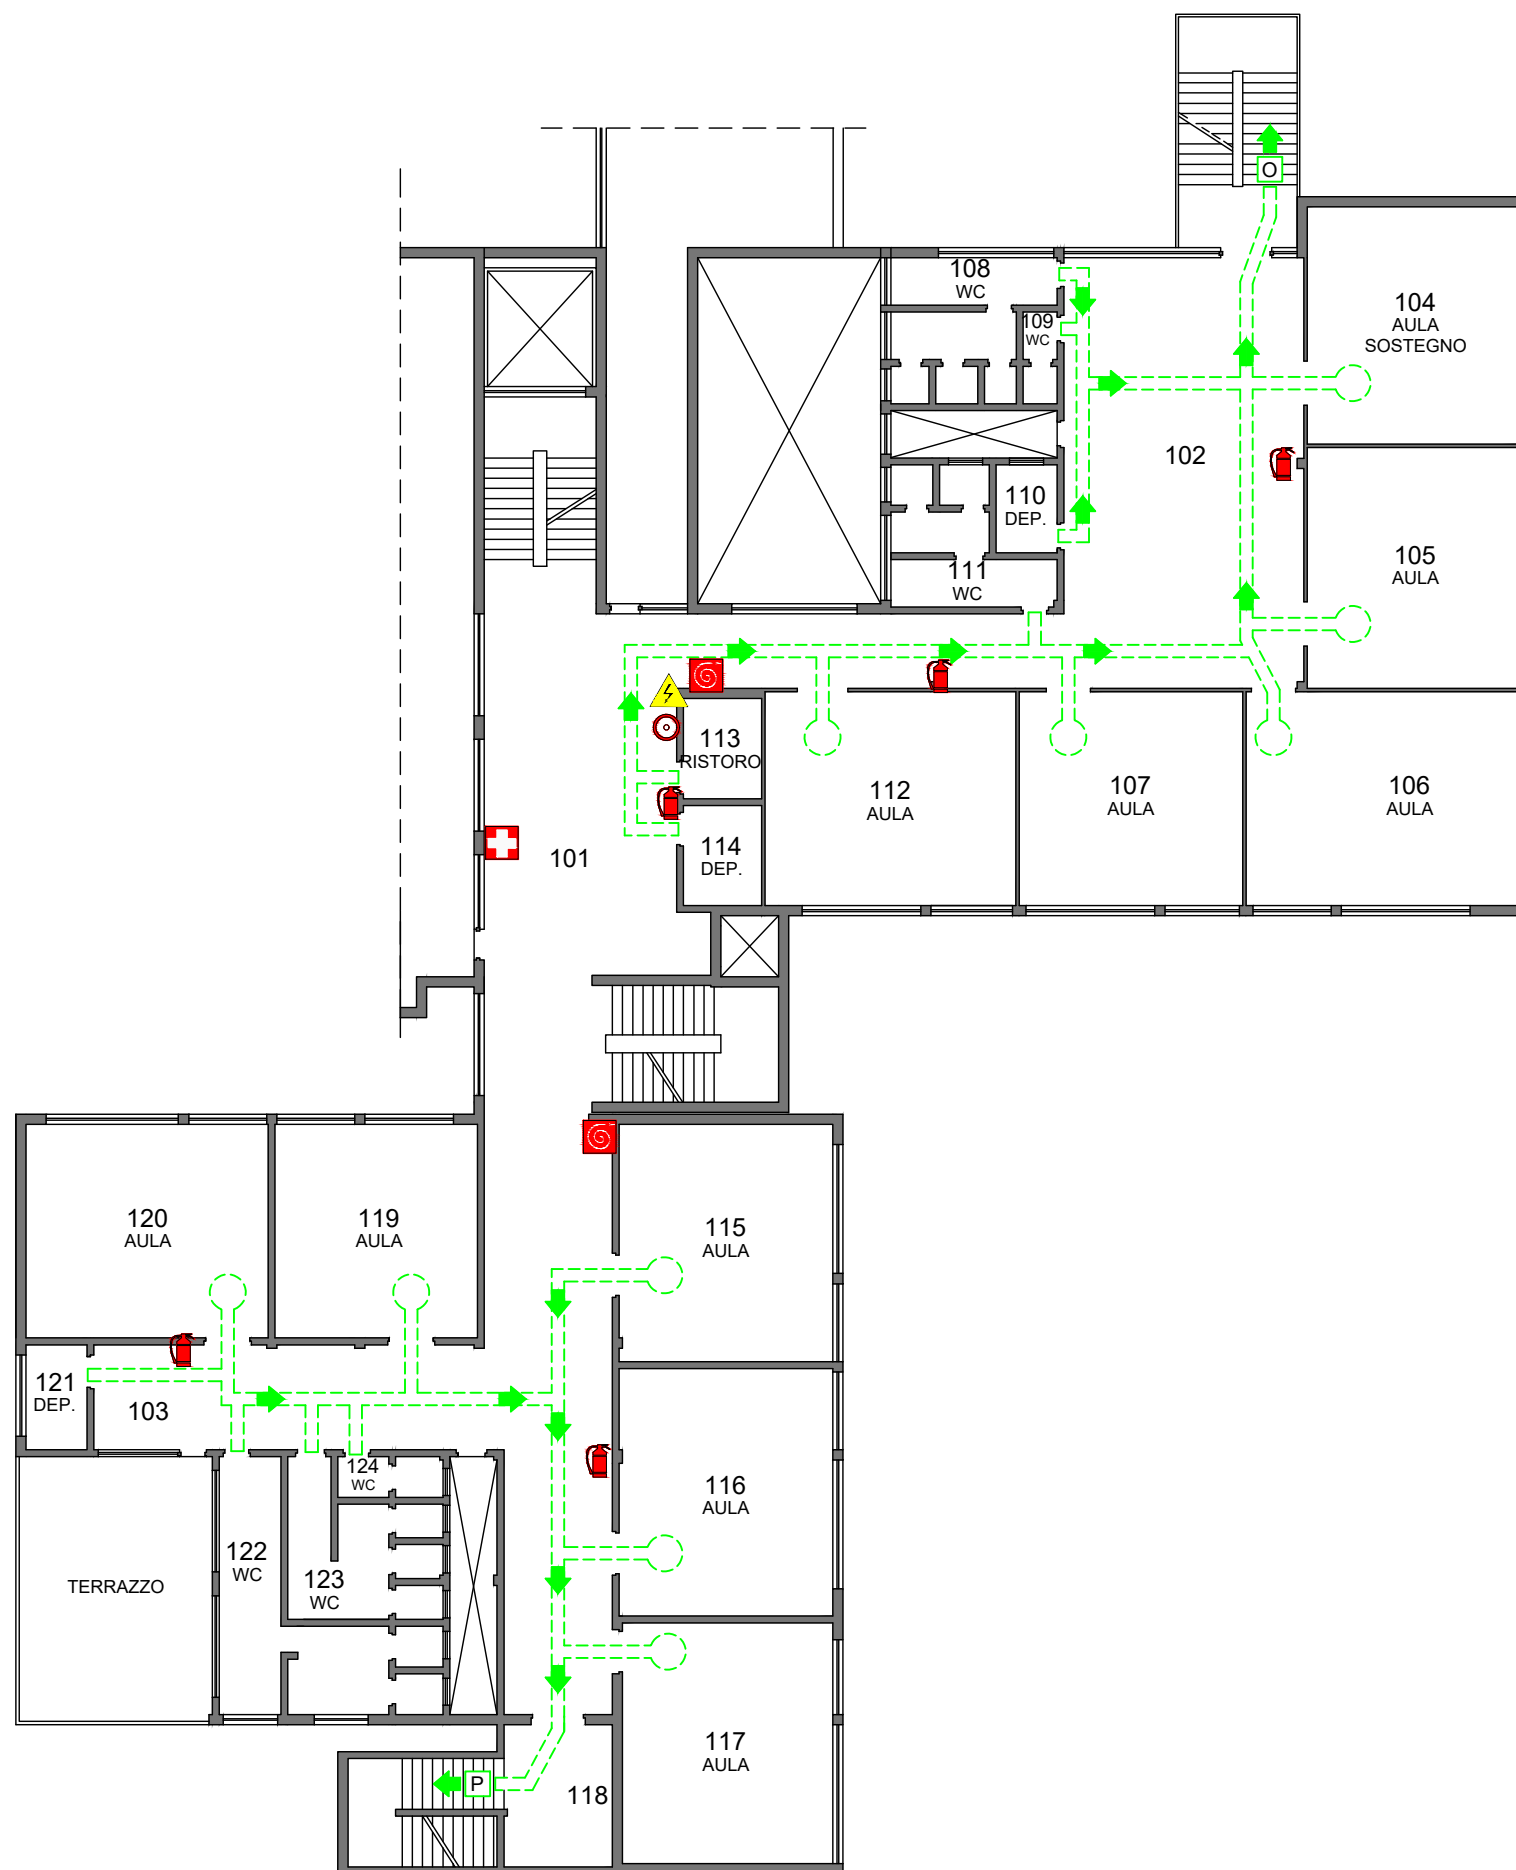 O
108
WC
109
WC
104
AULA
SOSTEGNO
102
110
DEP.
105
AULA
111
WC
113
RISTORO
112
AULA
107
AULA
106
AULA
101
114
DEP.
120
AULA
119
AULA
115
AULA
121
DEP.
103
124
WC
116
AULA
122
WC
123
WC
TERRAZZO
117
AULA
P
118